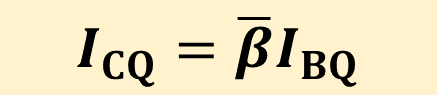 I_CQ = β̅I_BQ